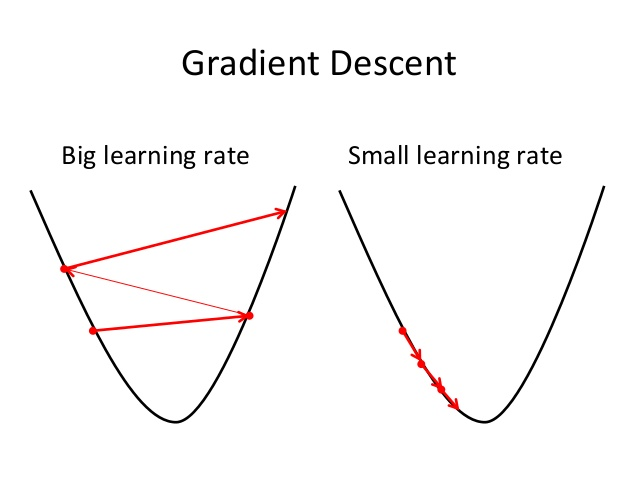 Gradient Descent
Big learning rate
Small learning rate